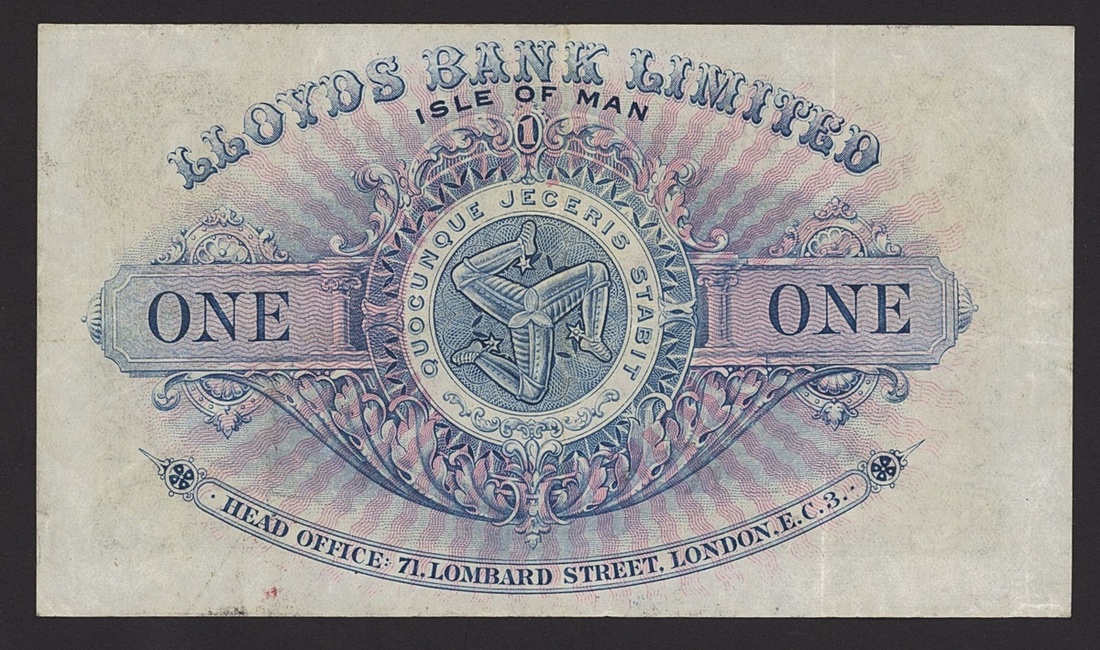 LLOYDS BANK LIMITED
ISLE OF MAN
1
QUOCUNQUE JECERIS STABIT
ONE
ONE
HEAD OFFICE: 71, LOMBARD STREET, LONDON, E.C.3.